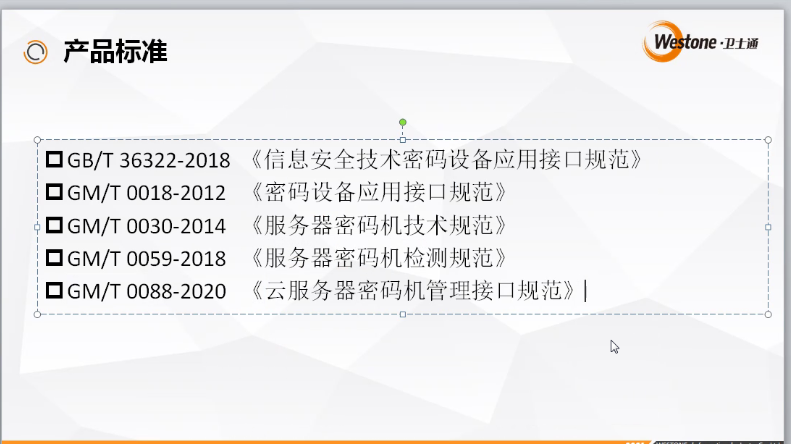 产品标准
Westone·卫士通
GB/T 36322-2018 《信息安全技术密码设备应用接口规范》
GM/T 0018-2012 《密码设备应用接口规范》
GM/T 0030-2014 《服务器密码机技术规范》
GM/T 0059-2018 《服务器密码机检测规范》
GM/T 0088-2020 《云服务器密码机管理接口规范》